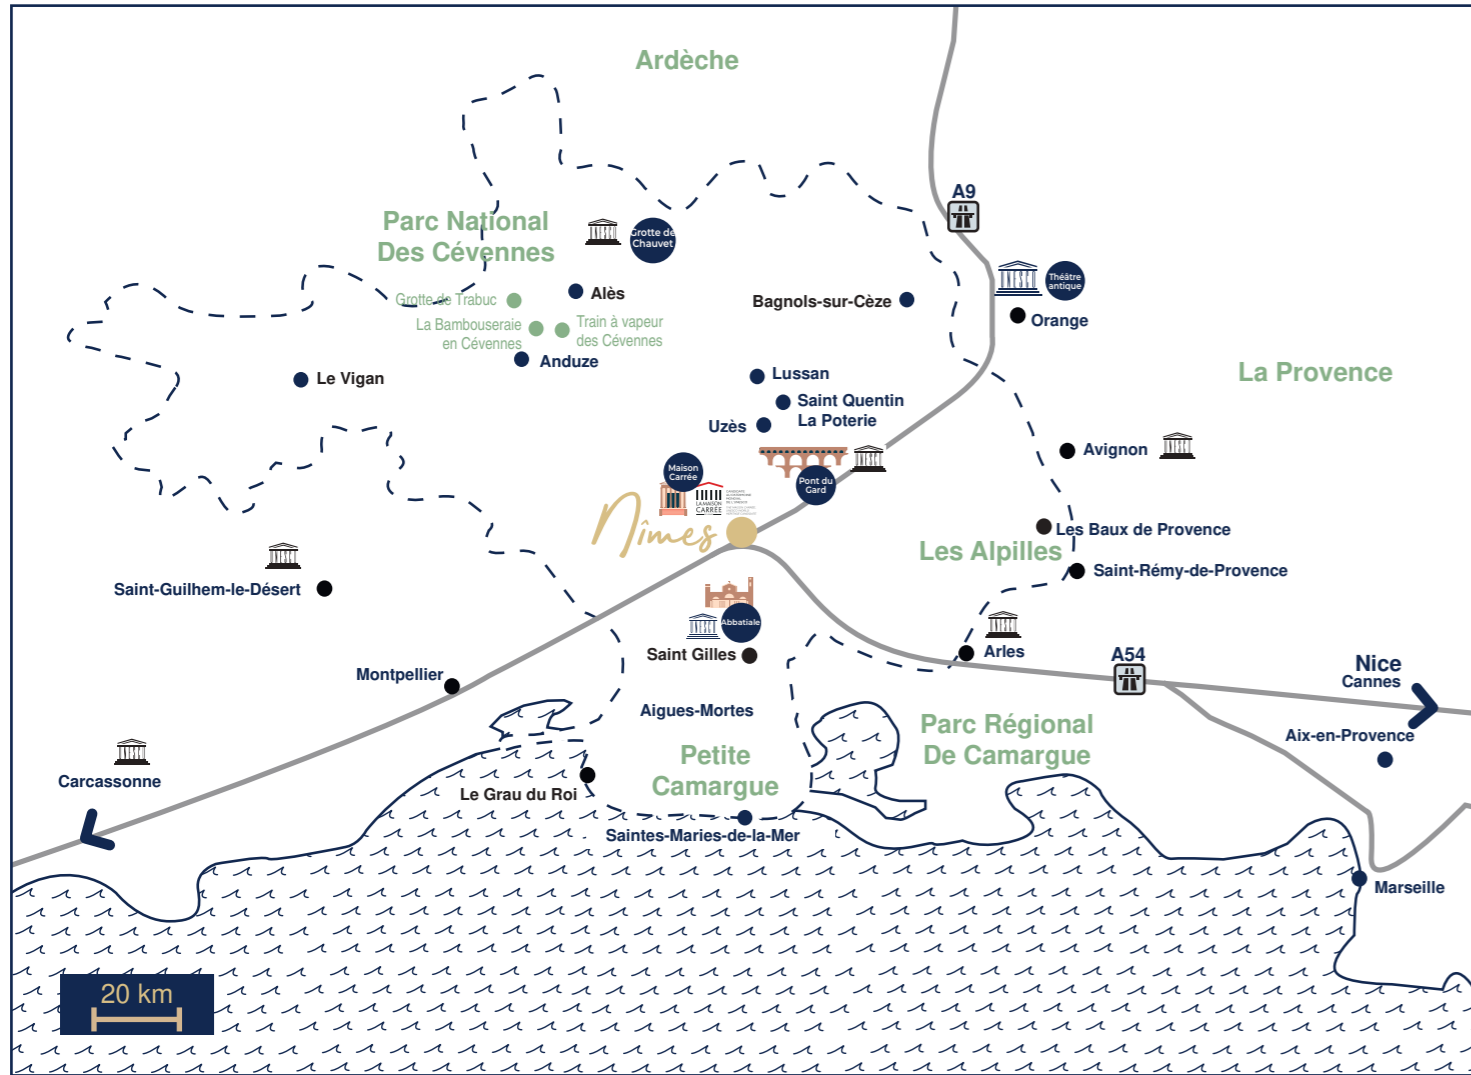 Ardèche
A9
Parc National
Des Cévennes
Grotte de
Chauvet
Théâtre
antique
Grotte de Trabuc
Alès
Bagnols-sur-Cèze
Orange
La Bambouseraie
en Cévennes
Train à vapeur
des Cévennes
Anduze
Le Vigan
Lussan
La Provence
Saint Quentin
La Poterie
Uzès
Avignon
Maison
Carrée
Pont du
Gard
LA MAISON
CARRÉE
Nîmes
Les Baux de Provence
Les Alpilles
Saint-Rémy-de-Provence
Saint-Guilhem-le-Désert
Abbatiale
Saint Gilles
Arles
A54
Montpellier
Nice
Cannes
Aigues-Mortes
Parc Régional
De Camargue
Aix-en-Provence
Petite
Camargue
Carcassonne
Le Grau du Roi
Saintes-Maries-de-la-Mer
Marseille
20 km